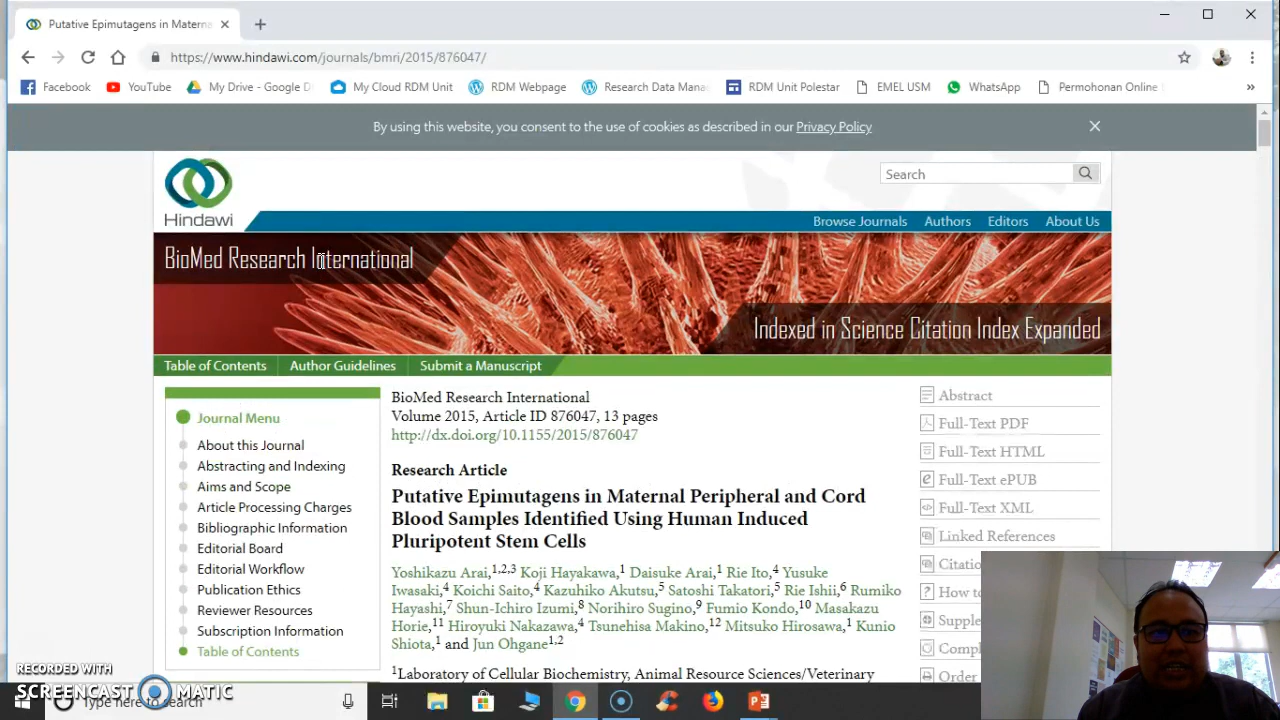 Putative Epimutagens in Materna
https://www.hindawi.com/journals/bmri/2015/876047/
Facebook
YouTube
My Drive - Google D
My Cloud RDM Unit
RDM Webpage
Research Data Mana
RDM Unit Polestar
EMEL USM
WhatsApp
Permohonan Online
»
By using this website, you consent to the use of cookies as described in our Privacy Policy
Hindawi
Search
Browse Journals Authors Editors About Us
BioMed Research International
Indexed in Science Citation Index Expanded
Table of Contents Author Guidelines Submit a Manuscript
Journal Menu
About this Journal
Abstracting and Indexing
Aims and Scope
Article Processing Charges
Bibliographic Information
Editorial Board
Editorial Workflow
Publication Ethics
Reviewer Resources
Subscription Information
Table of Contents
BioMed Research International
Volume 2015, Article ID 876047, 13 pages
http://dx.doi.org/10.1155/2015/876047
Research Article
Putative Epimutagens in Maternal Peripheral and Cord
Blood Samples Identified Using Human Induced
Pluripotent Stem Cells
Yoshikazu Arai,1,2,3 Koji Hayakawa,1 Daisuke Arai,1 Rie Ito,4 Yusuke
Iwasaki,4 Koichi Saito,4 Kazuhiko Akutsu,5 Satoshi Takatori,5 Rie Ishii,6 Rumiko
Hayashi,7 Shun-Ichiro Izumi,8 Norihiro Sugino,9 Fumio Kondo,10 Masakazu
Horie,11 Hiroyuki Nakazawa,4 Tsunehisa Makino,12 Mitsuko Hirosawa,1 Kunio
Shiota,1 and Jun Ohgane1,2
1Laboratory of Cellular Biochemistry, Animal Resource Sciences/Veterinary
Abstract
Full-Text PDF
Full-Text HTML
Full-Text ePUB
Full-Text XML
Linked References
Citatio
How to
Supple
Compl
Order
RECORDED WITH
SCREENCAST MATIC
Type here to search